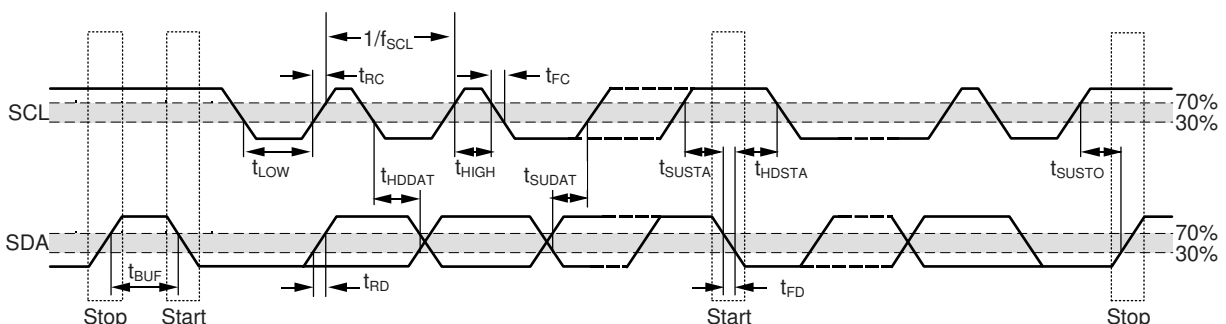 1/fSCL
tRC
tFC
SCL
70%
30%
tLOW
tHDDAT
tHIGH
tSUDAT
tSUSTA
tHDSTA
tSUSTO
SDA
70%
30%
tBUF
tRD
tFD
Stop
Start
Start
Stop